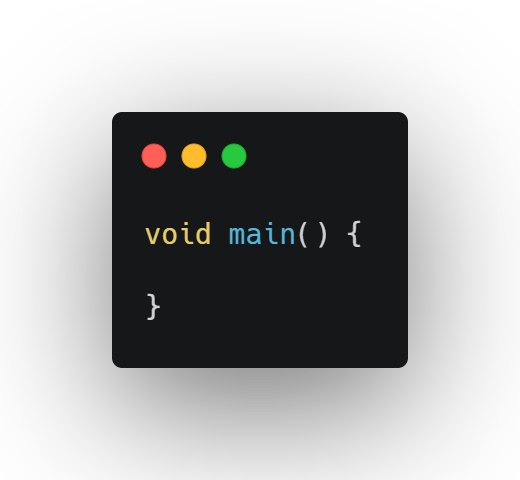 void main() {
}